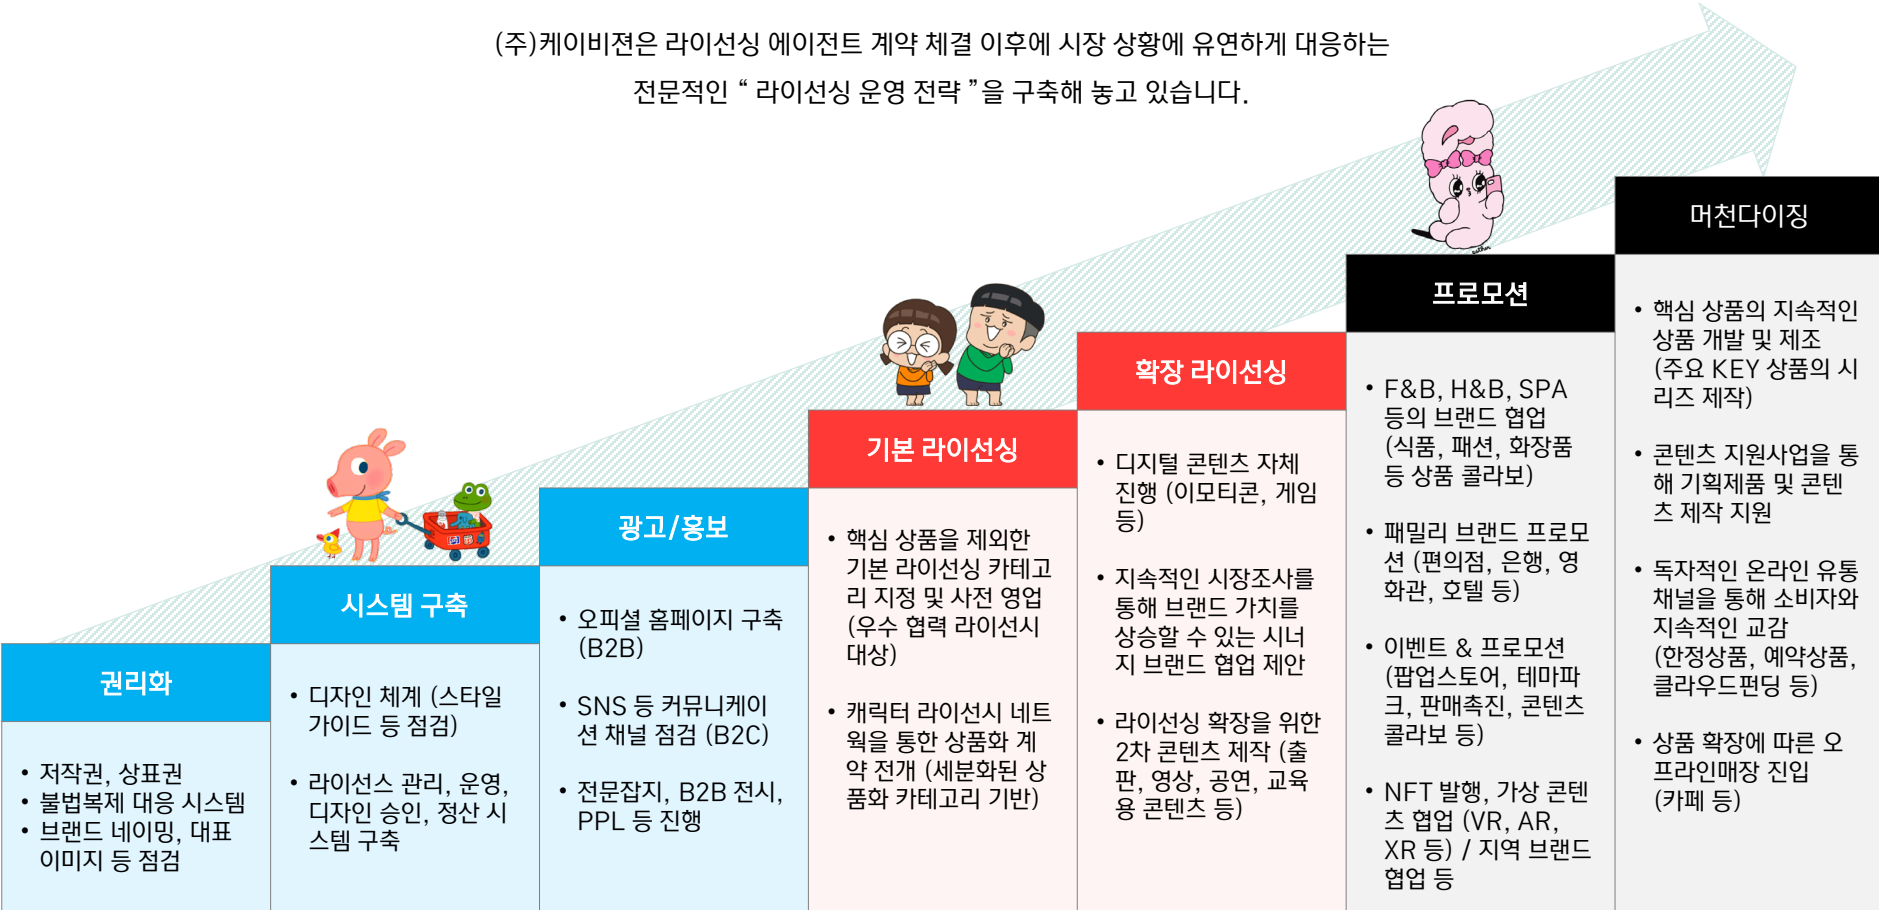 (주)케이비젼은 라이선싱 에이전트 계약 체결 이후에 시장 상황에 유연하게 대응하는
전문적인 “ 라이선싱 운영 전략 ”을 구축해 놓고 있습니다.
권리화
• 저작권, 상표권
• 불법복제 대응 시스템
• 브랜드 네이밍, 대표
이미지 등 점검
시스템 구축
• 디자인 체계 (스타일
가이드 등 점검)
• 라이선스 관리, 운영,
디자인 승인, 정산 시
스템 구축
광고/홍보
• 오피셜 홈페이지 구축
(B2B)
• SNS 등 커뮤니케이
션 채널 점검 (B2C)
• 전문잡지, B2B 전시,
PPL 등 진행
기본 라이선싱
• 핵심 상품을 제외한
기본 라이선싱 카테고
리 지정 및 사전 영업
(우수 협력 라이선시
대상)
• 캐릭터 라이선시 네트
웍을 통한 상품화 계
약 전개 (세분화된 상
품화 카테고리 기반)
확장 라이선싱
• 디지털 콘텐츠 자체
진행 (이모티콘, 게임
등)
• 지속적인 시장조사를
통해 브랜드 가치를
상승할 수 있는 시너
지 브랜드 협업 제안
• 라이선싱 확장을 위한
2차 콘텐츠 제작 (출
판, 영상, 공연, 교육
용 콘텐츠 등)
프로모션
• F&B, H&B, SPA
등의 브랜드 협업
(식품, 패션, 화장품
등 상품 콜라보)
• 패밀리 브랜드 프로모
션 (편의점, 은행, 영
화관, 호텔 등)
• 이벤트 & 프로모션
(팝업스토어, 테마파
크, 판매촉진, 콘텐츠
콜라보 등)
• NFT 발행, 가상 콘텐
츠 협업 (VR, AR,
XR 등) / 지역 브랜드
협업 등
머천다이징
• 핵심 상품의 지속적인
상품 개발 및 제조
(주요 KEY 상품의 시
리즈 제작)
• 콘텐츠 지원사업을 통
해 기획제품 및 콘텐
츠 제작 지원
• 독자적인 온라인 유통
채널을 통해 소비자와
지속적인 교감
(한정상품, 예약상품,
클라우드펀딩 등)
• 상품 확장에 따른 오
프라인매장 진입
(카페 등)